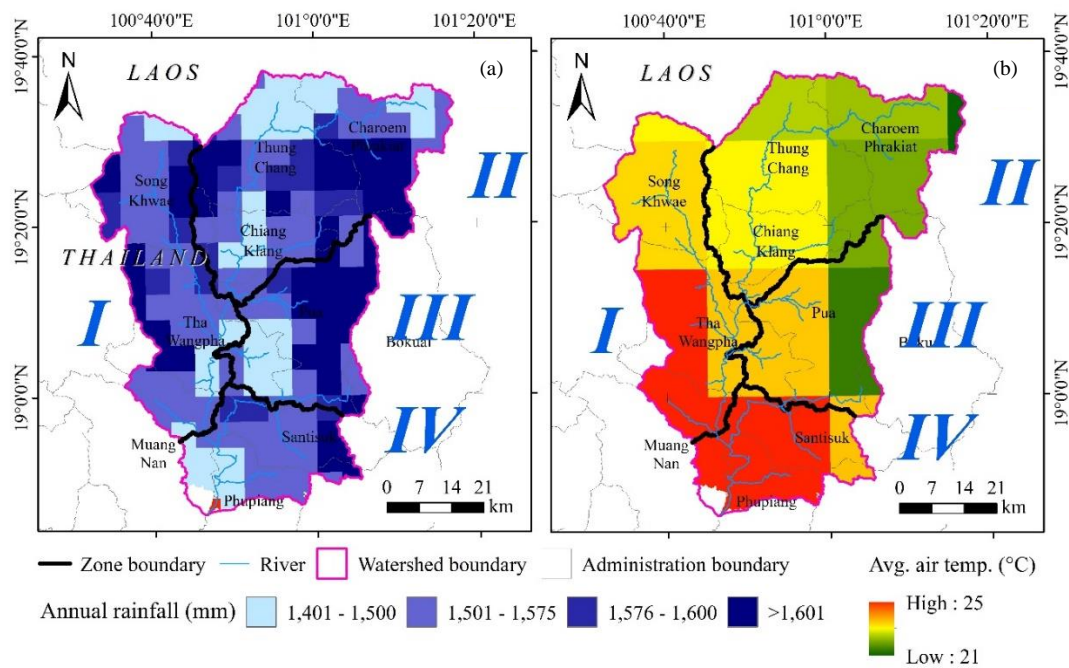 100°40'0"E
101°0'0"E
101°20'0"E
100°40'0"E
101°0'0"E
101°20'0"E
19°40'0"N
19°20'0"N
19°0'0"N
N
LAOS
(a)
Charoem
Phrakiat
Thung
Chang
Song
Khwae
II
Chiang
Klang
THAILAND
I
III
Tha
Wangpha
Bokuai
IV
Muang
Nan
Santisuk
Phupiang
0 7 14 21
km
N
LAOS
(b)
Charoem
Phrakiat
Thung
Chang
Song
Khwae
II
Chiang
Klang
I
III
Pua
Tha
Wangpha
IV
Muang
Nan
Santisuk
Phupiang
0 7 14 21
km
19°40'0"N
19°20'0"N
19°0'0"N
Zone boundary
River
Watershed boundary
Administration boundary
Annual rainfall (mm)
1,401 - 1,500
1,501 - 1,575
1,576 - 1,600
>1,601
Avg. air temp. (°C)
High : 25
Low : 21